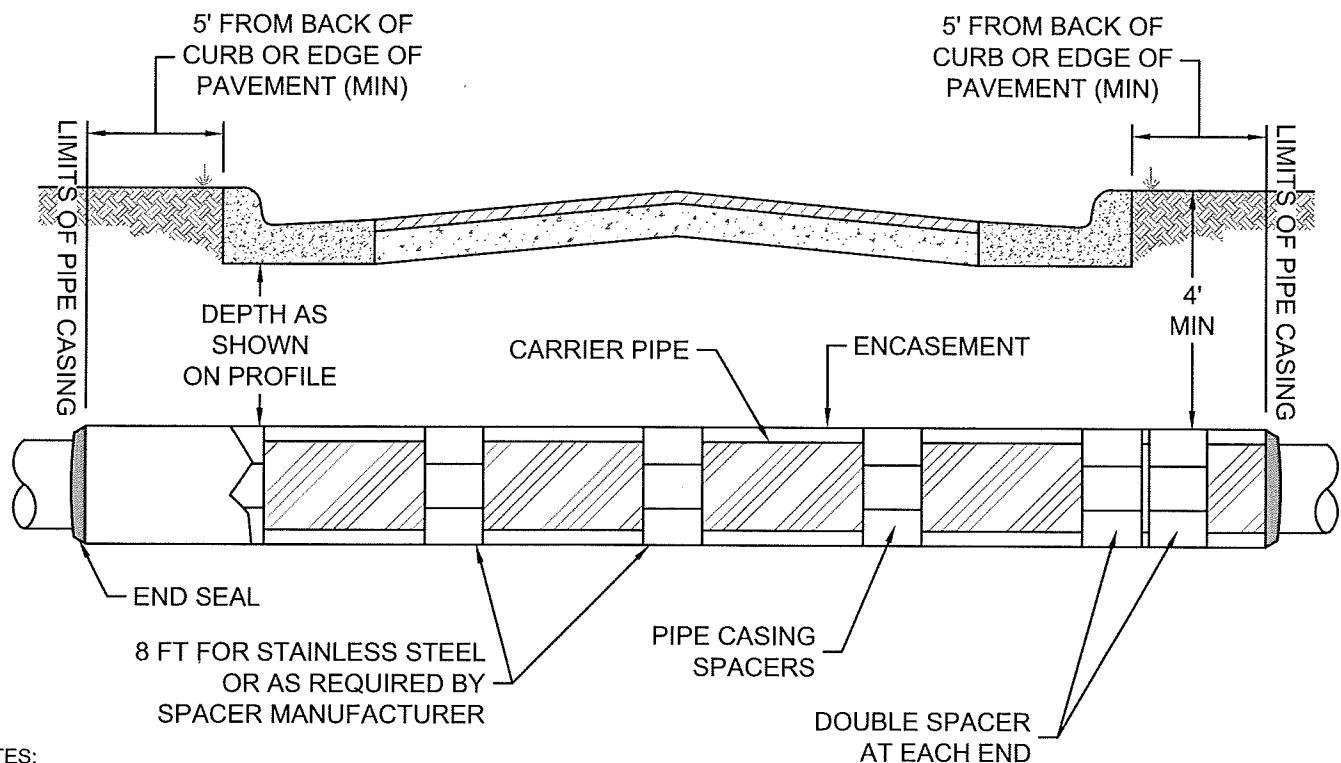 5' FROM BACK OF
CURB OR EDGE OF
PAVEMENT (MIN)
5' FROM BACK OF
CURB OR EDGE OF
PAVEMENT (MIN)
LIMITS OF PIPE CASING
LIMITS OF PIPE CASING
DEPTH AS
SHOWN
ON PROFILE
CARRIER PIPE
ENCASEMENT
4'
MIN
END SEAL
8 FT FOR STAINLESS STEEL
OR AS REQUIRED BY
SPACER MANUFACTURER
PIPE CASING
SPACERS
DOUBLE SPACER
AT EACH END
TES: